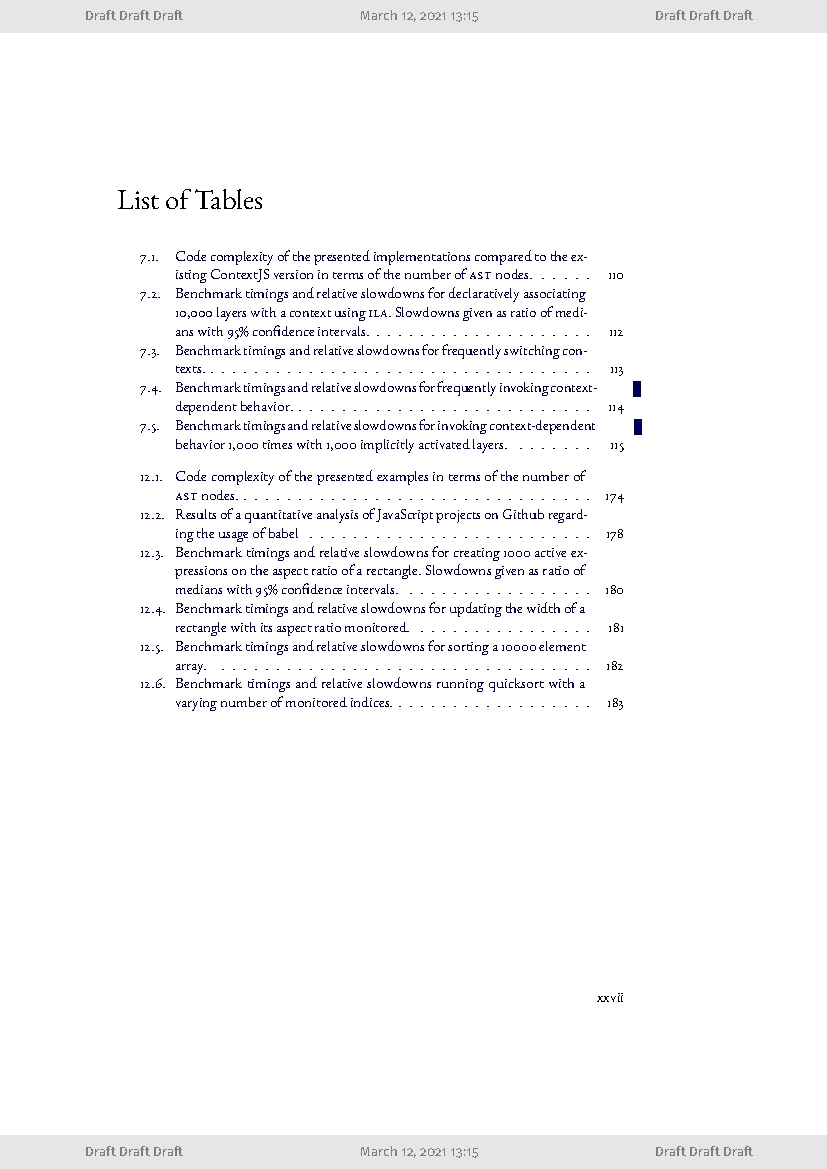 Draft Draft Draft March 12, 2021 13:15 Draft Draft Draft
List of Tables
7.1. Code complexity of the presented implementations compared to the ex-
isting ContextJS version in terms of the number of AST nodes. . . . . . . 110
7.2. Benchmark timings and relative slowdowns for declaratively associating
10,000 layers with a context using ILA. Slowdowns given as ratio of medi-
ans with 95% confidence intervals. . . . . . . . . . . . . . . . . . . . . . 112
7.3. Benchmark timings and relative slowdowns for frequently switching con-
texts. . . . . . . . . . . . . . . . . . . . . . . . . . . . . . . . . . . . . 113
7.4. Benchmark timings and relative slowdowns for frequently invoking context-
dependent behavior. . . . . . . . . . . . . . . . . . . . . . . . . . . . . 114
7.5. Benchmark timings and relative slowdowns for invoking context-dependent
behavior 1,000 times with 1,000 implicitly activated layers. . . . . . . . 115
12.1. Code complexity of the presented examples in terms of the number of
AST nodes. . . . . . . . . . . . . . . . . . . . . . . . . . . . . . . . . . 174
12.2. Results of a quantitative analysis of JavaScript projects on Github regard-
ing the usage of babel . . . . . . . . . . . . . . . . . . . . . . . . . . . 178
12.3. Benchmark timings and relative slowdowns for creating 1000 active ex-
pressions on the aspect ratio of a rectangle. Slowdowns given as ratio of
medians with 95% confidence intervals. . . . . . . . . . . . . . . . . . . 180
12.4. Benchmark timings and relative slowdowns for updating the width of a
rectangle with its aspect ratio monitored. . . . . . . . . . . . . . . . . . 181
12.5. Benchmark timings and relative slowdowns for sorting a 10000 element
array. . . . . . . . . . . . . . . . . . . . . . . . . . . . . . . . . . . . 182
12.6. Benchmark timings and relative slowdowns running quicksort with a
varying number of monitored indices. . . . . . . . . . . . . . . . . . . . 183
xxvii
Draft Draft Draft March 12, 2021 13:15 Draft Draft Draft